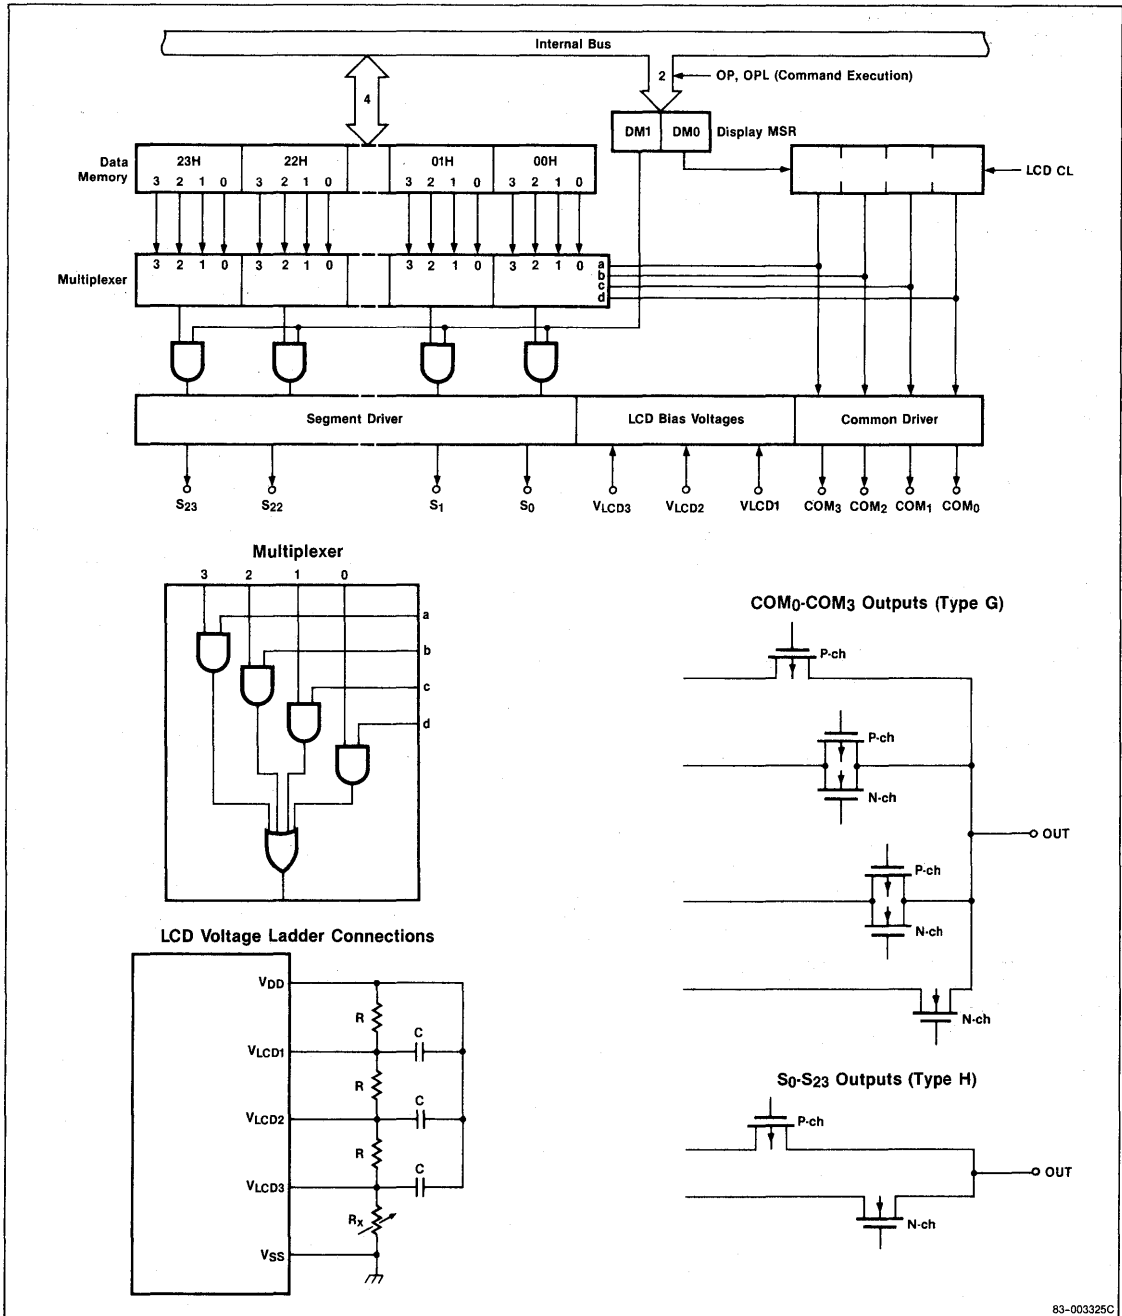 Internal Bus
4
2
OP, OPL (Command Execution)
DM1 DM0 Display MSR
Data Memory
23H 22H 01H 00H
3 2 1 0 3 2 1 0 3 2 1 0 3 2 1 0
LCD CL
Multiplexer
3 2 1 0 3 2 1 0 3 2 1 0 3 2 1 0
a
b
c
d
Segment Driver LCD Bias Voltages Common Driver
S23 S22 S1 S0 VLCD3 VLCD2 VLCD1 COM3 COM2 COM1 COM0
Multiplexer
3 2 1 0
a
b
c
d
COM0-COM3 Outputs (Type G)
P-ch
P-ch
N-ch
OUT
P-ch
N-ch
N-ch
LCD Voltage Ladder Connections
VDD
R
C
VLCD1
R
C
VLCD2
R
C
VLCD3
RX
VSS
S0-S23 Outputs (Type H)
P-ch
OUT
N-ch
83-003325C